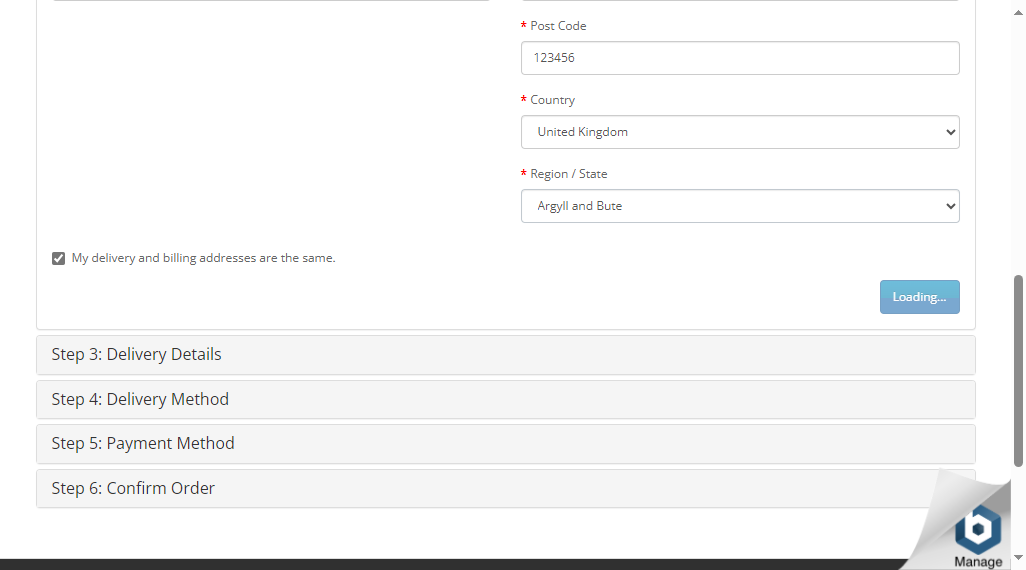 * Post Code
123456
* Country
United Kingdom
* Region / State
Argyll and Bute
My delivery and billing addresses are the same.
Loading...
Step 3: Delivery Details
Step 4: Delivery Method
Step 5: Payment Method
Step 6: Confirm Order
Manage